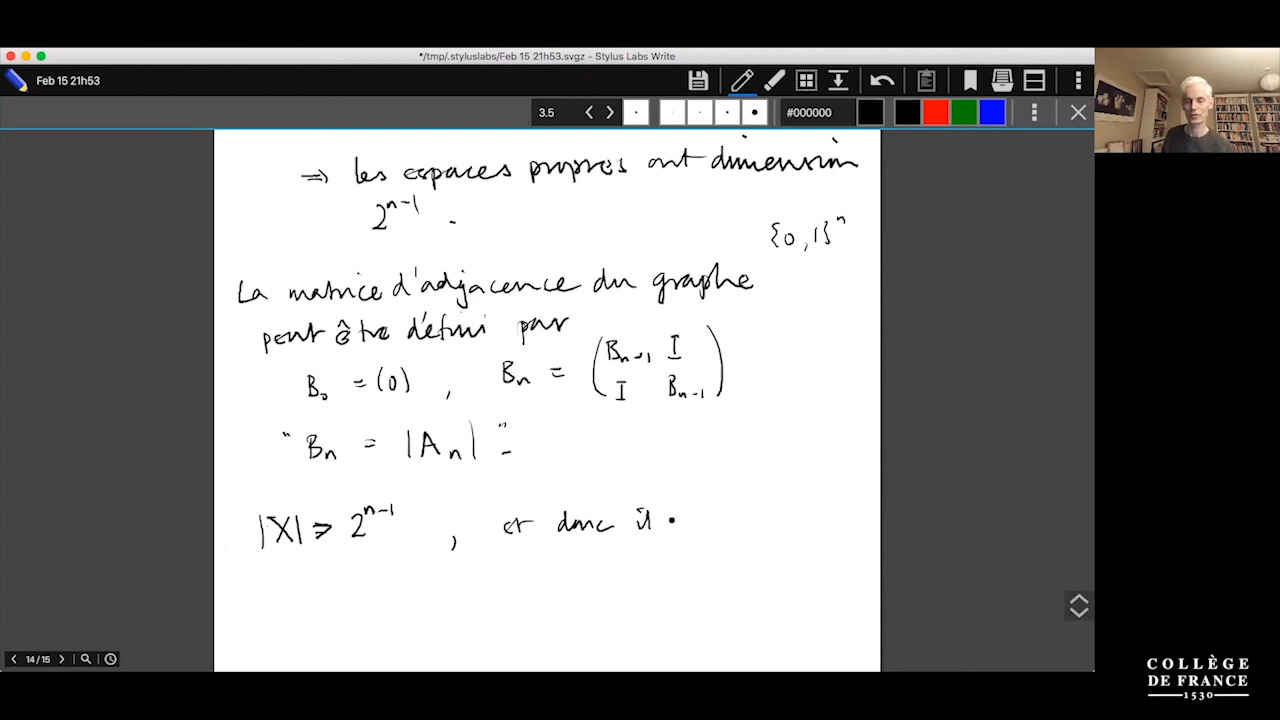 */tmp/.styluslabs/Feb 15 21h53.svgz - Stylus Labs Write
Feb 15 21h53
3.5
#000000
⇒ les espaces propres ont dimension
2^{n-1}.
{0,1}^n
La matrice d'adjacence du graphe
peut être défini par
B_0 = (0) , B_n = ( B_{n-1} I
I B_{n-1} )
"B_n = |A_n|".
|X| > 2^{n-1} , et donc il
14 / 15
COLLÈGE
DE FRANCE
1530